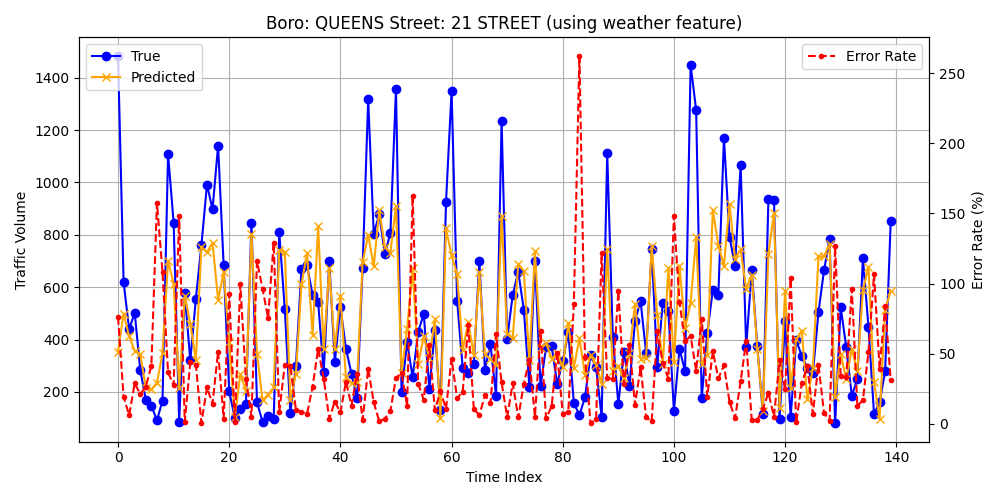 Boro: QUEENS Street: 21 STREET (using weather feature)
True
Predicted
Error Rate
Traffic Volume
1400
1200
1000
800
600
400
200
250
200
150
100
50
0
Error Rate (%)
0 20 40 60 80 100 120 140
Time Index